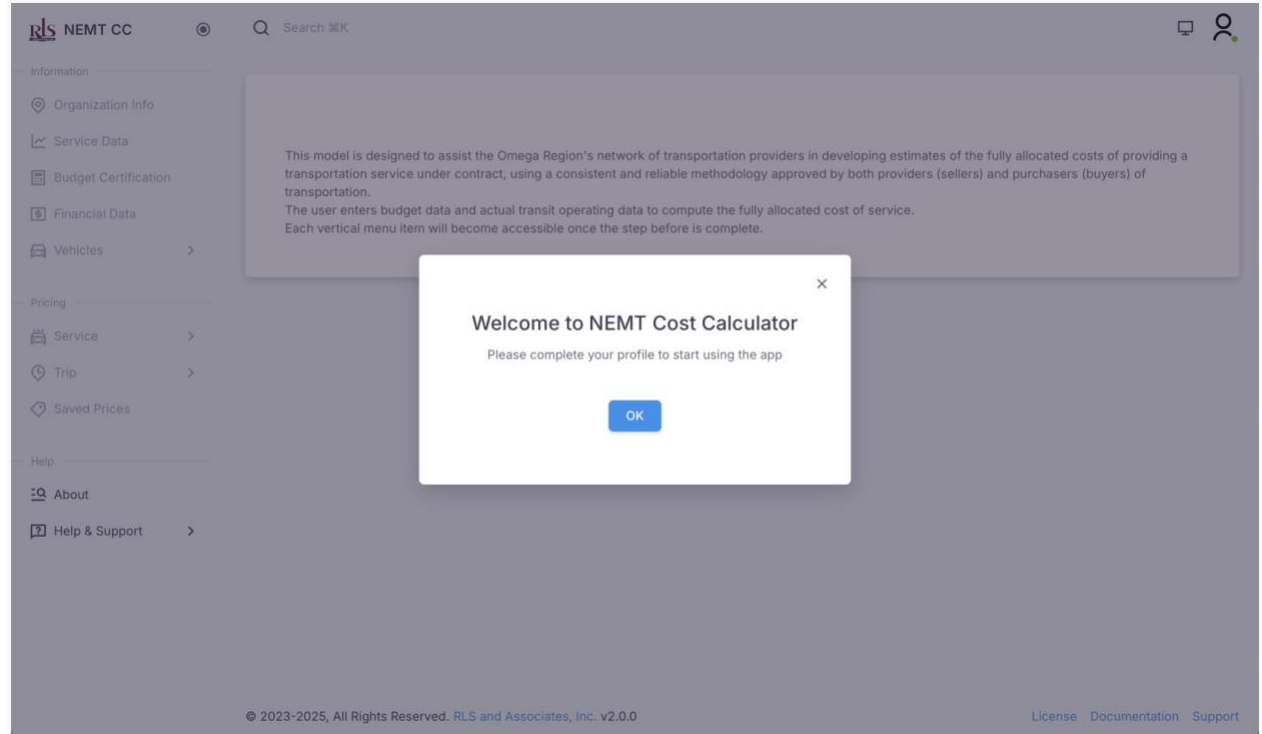 RLS NEMT CC
Search ⌘K
Information
Organization Info
Service Data
Budget Certification
Financial Data
Vehicles
Pricing
Service
Trip
Saved Prices
Help
About
Help & Support
This model is designed to assist the Omega Region's network of transportation providers in developing estimates of the fully allocated costs of providing a
transportation service under contract, using a consistent and reliable methodology approved by both providers (sellers) and purchasers (buyers) of
transportation.
The user enters budget data and actual transit operating data to compute the fully allocated cost of service.
Each vertical menu item will become accessible once the step before is complete.
Welcome to NEMT Cost Calculator
Please complete your profile to start using the app
OK
© 2023-2025, All Rights Reserved. RLS and Associates, Inc. v2.0.0
License Documentation Support